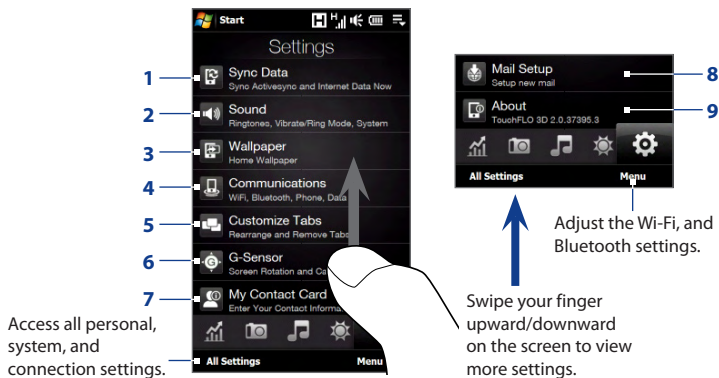 Start
H
H
Settings
1
Sync Data
Sync Activesync and Internet Data Now
2
Sound
Ringtones, Vibrate/Ring Mode, System
3
Wallpaper
Home Wallpaper
4
Communications
WiFi, Bluetooth, Phone, Data
5
Customize Tabs
Rearrange and Remove Tabs
6
G
G-Sensor
Screen Rotation and Ca
7
My Contact Card
Enter Your Contact Informa
Access all personal,
system, and
connection settings.
All Settings
Menu
Mail Setup
Setup new mail
8
About
TouchFLO 3D 2.0.37395.3
9
All Settings
Menu
Adjust the Wi-Fi, and
Bluetooth settings.
Swipe your finger
upward/downward
on the screen to view
more settings.